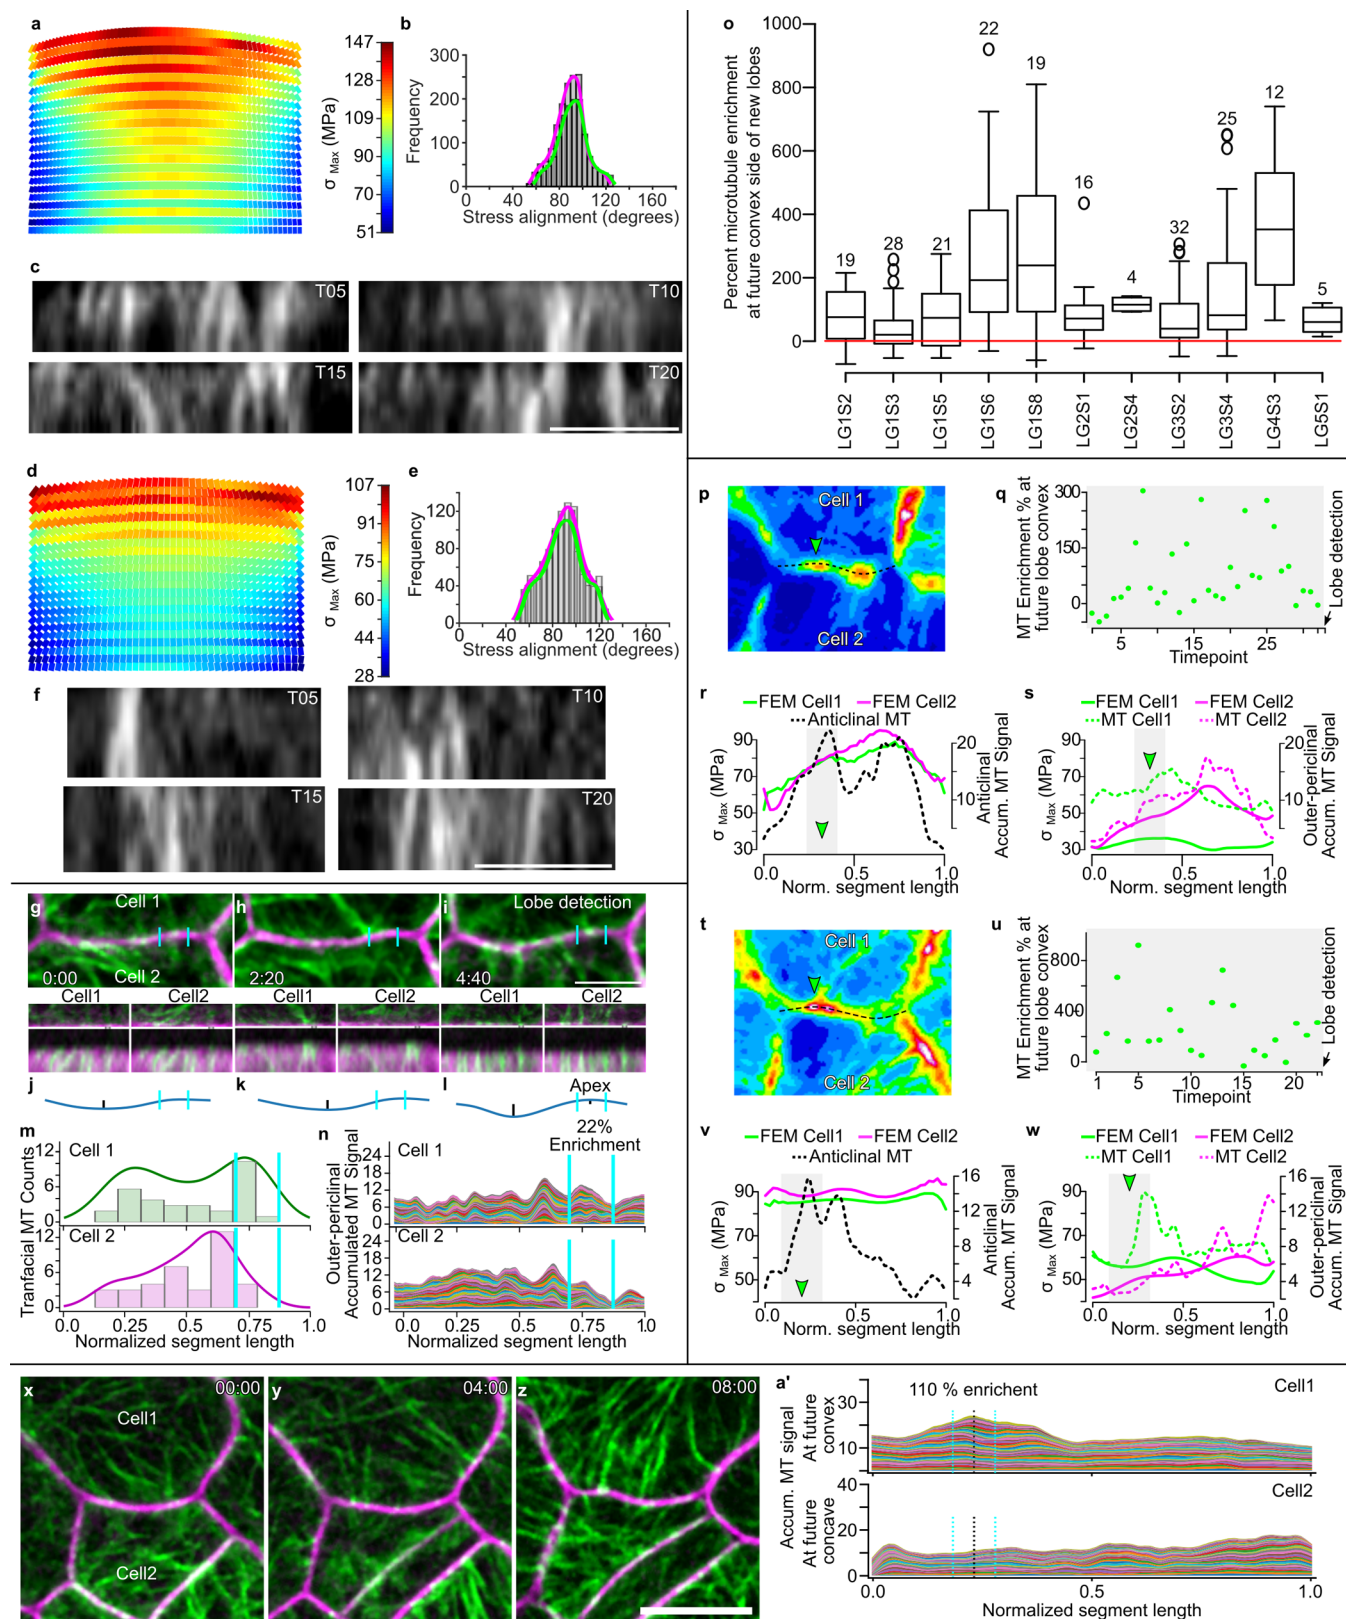 a
147
128
109
90
70
51
σ Max (MPa)
b
300
200
100
0
Frequency
0 60 120 180
Stress alignment (degrees)
c
T05
T10
T15
T20
d
107
91
75
60
44
28
σ Max (MPa)
e
120
80
40
0
Frequency
0 60 120 180
Stress alignment (degrees)
f
T05
T10
T15
T20
g
Cell 1
Cell 2
0:00
h
2:20
i
Lobe detection
4:40
Cell1 Cell2 Cell1 Cell2 Cell1 Cell2
j
k
l
Apex
22%
Enrichment
m
Cell 1
12
8
4
0
Cell 2
12
8
4
0
Tranfacial MT Counts
0.0 0.25 0.5 0.75 1.0
Normalized segment length
n
Cell 1
24
16
8
0
Cell 2
24
16
8
0
Outer-periclinal
Accumulated MT Signal
0.0 0.25 0.5 0.75 1.0
Normalized segment length
o
1000
800
600
400
200
0
Percent microtubule enrichment
at future convex side of new lobes
19
28
21
22
19
16
4
32
25
12
5
LG1S2
LG1S3
LG1S5
LG1S6
LG1S8
LG2S1
LG2S4
LG3S2
LG3S4
LG4S3
LG5S1
p
Cell 1
Cell 2
q
300
150
0
MT Enrichment % at
future lobe convex
5 15 25
Timepoint
Lobe detection
r
FEM Cell1 FEM Cell2
Anticlinal MT
90
70
50
30
σ Max (MPa)
20
10
Anticlinal
Accum. MT Signal
0.0 0.5 1.0
Norm. segment length
s
FEM Cell1 FEM Cell2
MT Cell1 MT Cell2
90
70
50
30
σ Max (MPa)
20
10
Outer-periclinal
Accum. MT Signal
0.0 0.5 1.0
Norm. segment length
t
Cell 1
Cell 2
u
800
400
0
MT Enrichment % at
future lobe convex
1 5 10 15 20
Timepoint
Lobe detection
v
FEM Cell1 FEM Cell2
Anticlinal MT
90
70
50
σ Max (MPa)
16
12
8
4
Anticlinal
Accum. MT Signal
0.0 0.5 1.0
Norm. segment length
w
FEM Cell1 FEM Cell2
MT Cell1 MT Cell2
90
80
60
40
σ Max (MPa)
16
12
8
4
Outer-periclinal
Accum. MT Signal
0.0 0.5 1.0
Norm. segment length
x
00:00
Cell1
Cell2
y
04:00
z
08:00
a'
110 % enrichent
Cell1
30
10
At future
convex
Cell2
40
20
0
At future
concave
Accum. MT signal
0.0 0.5 1.0
Normalized segment length